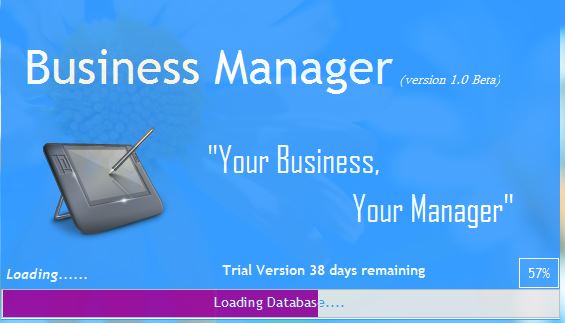 Business Manager (version 1.0 Beta)
"Your Business,
Your Manager"
Trial Version 38 days remaining
Loading......
57%
Loading Database....